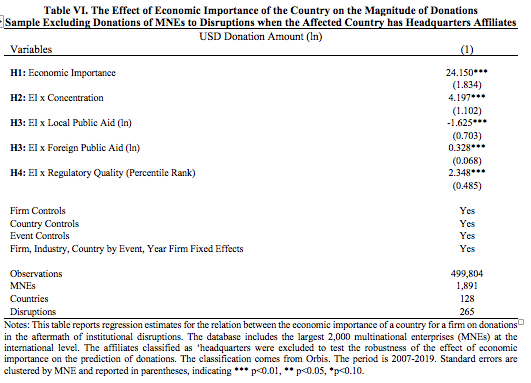 Table VI. The Effect of Economic Importance of the Country on the Magnitude of Donations
Sample Excluding Donations of MNEs to Disruptions when the Affected Country has Headquarters Affiliates
USD Donation Amount (ln)
Variables (1)
H1: Economic Importance 24.150***
(1.834)
H2: EI x Concentration 4.197***
(1.102)
H3: EI x Local Public Aid (ln) -1.625***
(0.703)
H3: EI x Foreign Public Aid (ln) 0.328***
(0.068)
H4: EI x Regulatory Quality (Percentile Rank) 2.348***
(0.485)
Firm Controls Yes
Country Controls Yes
Event Controls Yes
Firm, Industry, Country by Event, Year Firm Fixed Effects Yes
Observations 499,804
MNEs 1,891
Countries 128
Disruptions 265
Notes: This table reports regression estimates for the relation between the economic importance of a country for a firm on donations
in the aftermath of institutional disruptions. The database includes the largest 2,000 multinational enterprises (MNEs) at the
international level. The affiliates classified as ‘headquarters were excluded to test the robustness of the effect of economic
importance on the prediction of donations. The classification comes from Orbis. The period is 2007-2019. Standard errors are
clustered by MNE and reported in parentheses, indicating *** p<0.01, ** p<0.05, *p<0.10.